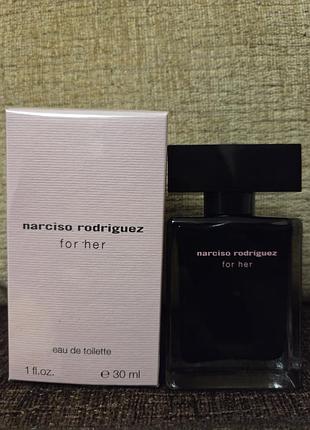 narciso rodriguez
for her
eau de toilette
1 fl.oz. ℮ 30 ml
narciso rodriguez
for her